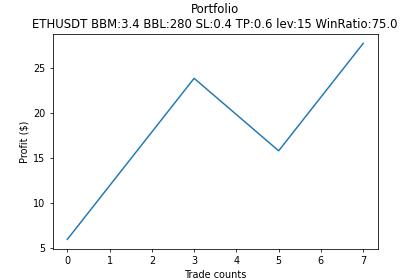 Portfolio
ETHUSDT BBM:3.4 BBL:280 SL:0.4 TP:0.6 lev:15 WinRatio:75.0
25
20
15
10
5
Profit ($)
0 1 2 3 4 5 6 7
Trade counts